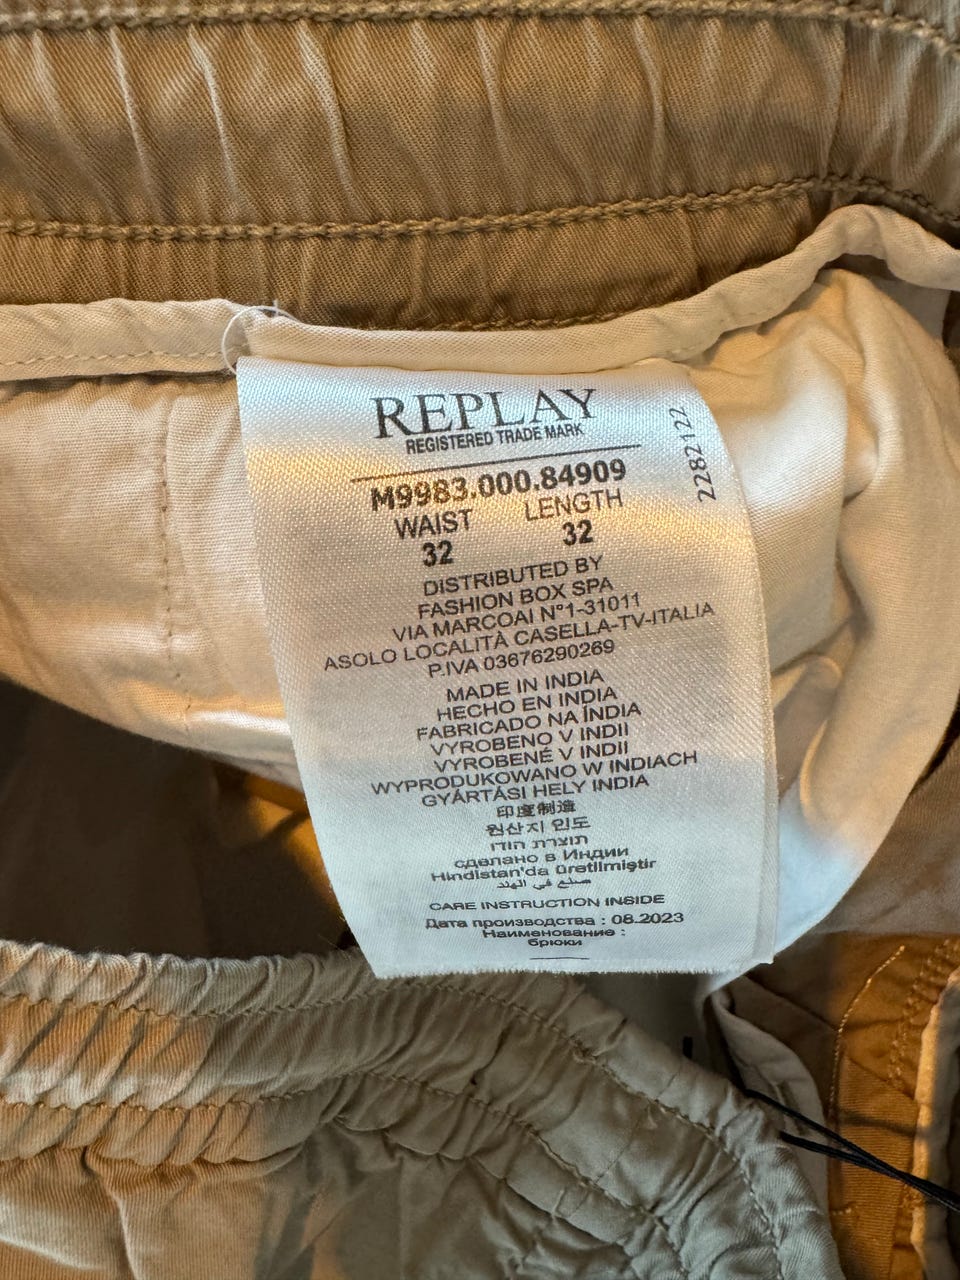 REPLAY
REGISTERED TRADE MARK
2282122
M9983.000.84909
WAIST LENGTH
32 32
DISTRIBUTED BY
FASHION BOX SPA
VIA MARCOAI N°1-31011
ASOLO LOCALITÀ CASELLA-TV-ITALIA
P.IVA 03676290269
MADE IN INDIA
HECHO EN INDIA
FABRICADO NA ÍNDIA
VYROBENO V INDII
VYROBENÉ V INDII
WYPRODUKOWANO W INDIACH
GYÁRTÁSI HELY INDIA
印度制造
원산지 인도
תוצרת הודו
сделано в Индии
Hindistan'da üretilmiştir
صنع في الهند
CARE INSTRUCTION INSIDE
Дата производства : 08.2023
Наименование :
брюки